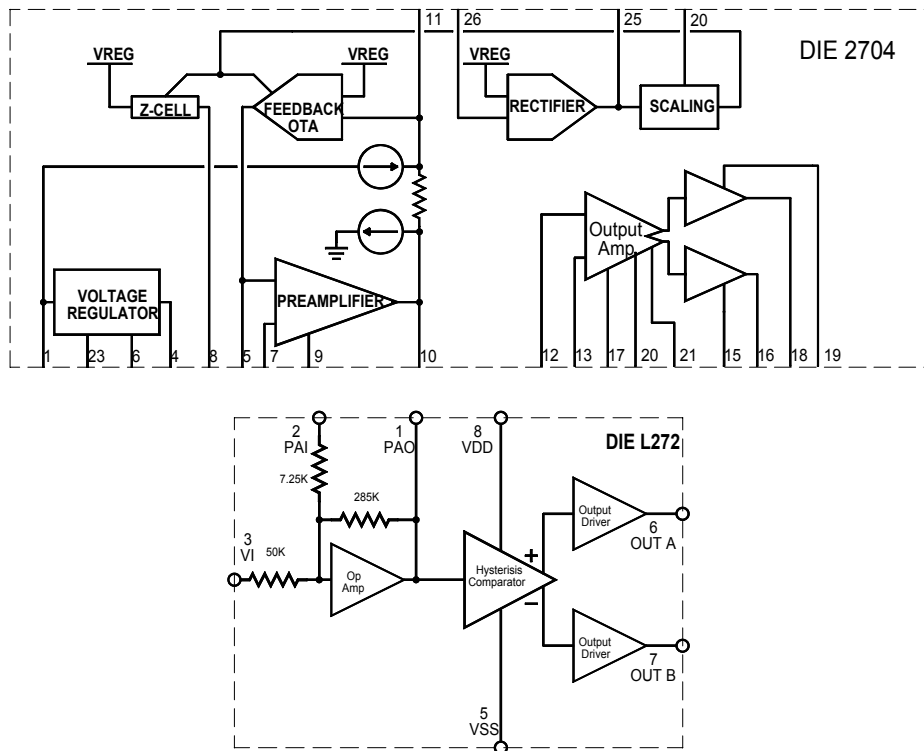 11 26 25 20
DIE 2704
VREG VREG VREG
Z-CELL
FEEDBACK
OTA
RECTIFIER
SCALING
Output
Amp
VOLTAGE
REGULATOR
PREAMPLIFIER
1 23 6 4 8 5 7 9 10 12 13 17 20 21 15 16 18 19
2
PAI
1
PAO
8
VDD
DIE L272
7.25K
285K
3
VI
50K
Op
Amp
Hysterisis
Comparator
+
−
Output
Driver
6
OUT A
Output
Driver
7
OUT B
5
VSS